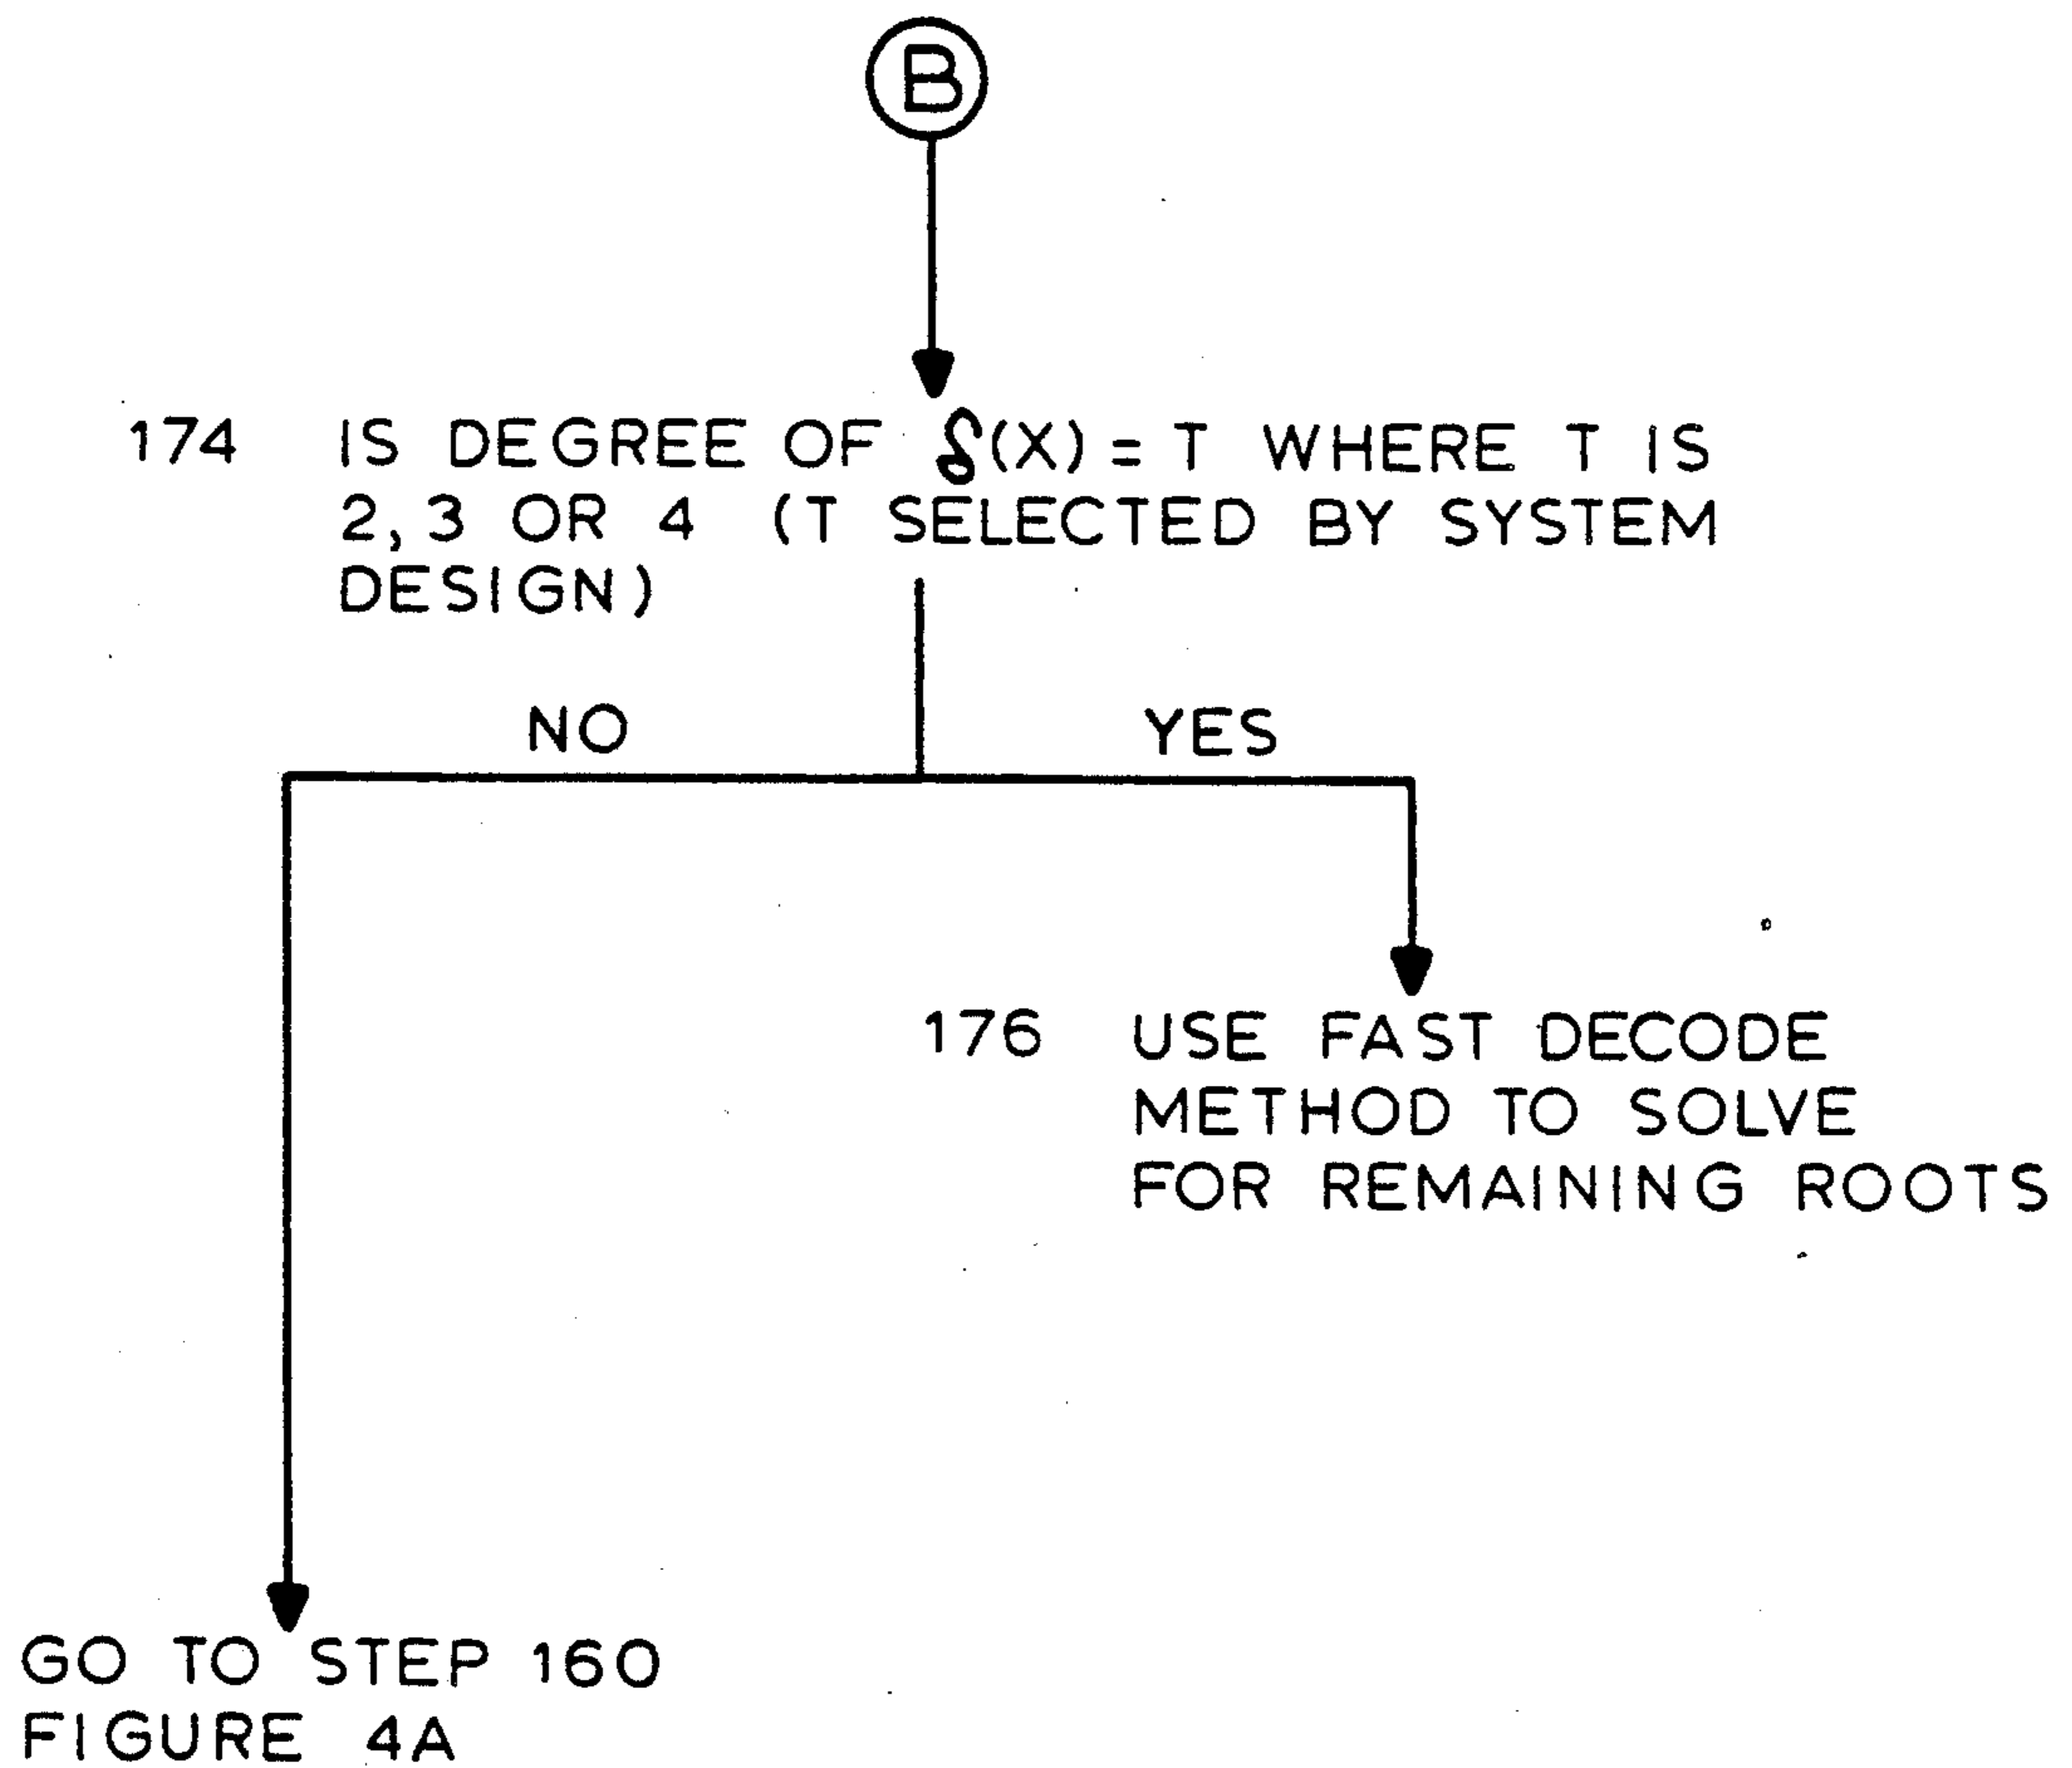 B
174 IS DEGREE OF δ(X) = T WHERE T IS
2,3 OR 4 (T SELECTED BY SYSTEM
DESIGN)
NO
YES
176 USE FAST DECODE
METHOD TO SOLVE
FOR REMAINING ROOTS
GO TO STEP 160
FIGURE 4A